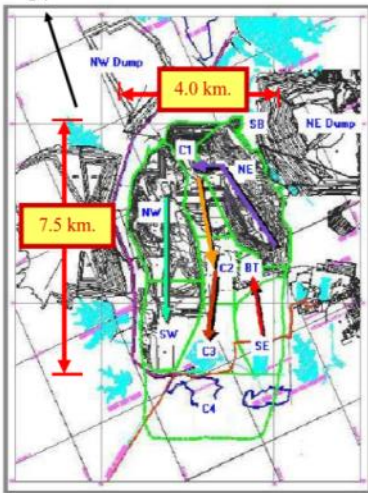 NW Dump
4.0 km.
SB
NE Dump
C1
NE
NW
7.5 km.
C2
BT
SW
C3
SE
C4